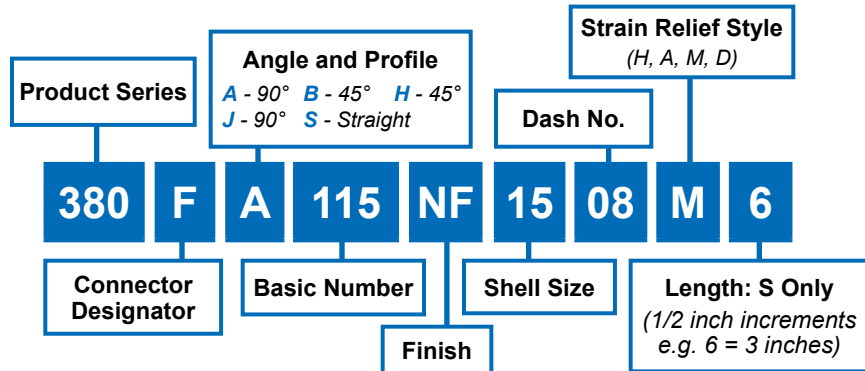 Strain Relief Style
(H, A, M, D)
Angle and Profile
A - 90° B - 45° H - 45°
J - 90° S - Straight
Product Series
Dash No.
380 F A 115 NF 15 08 M 6
Connector
Designator
Basic Number
Shell Size
Length: S Only
(1/2 inch increments
e.g. 6 = 3 inches)
Finish